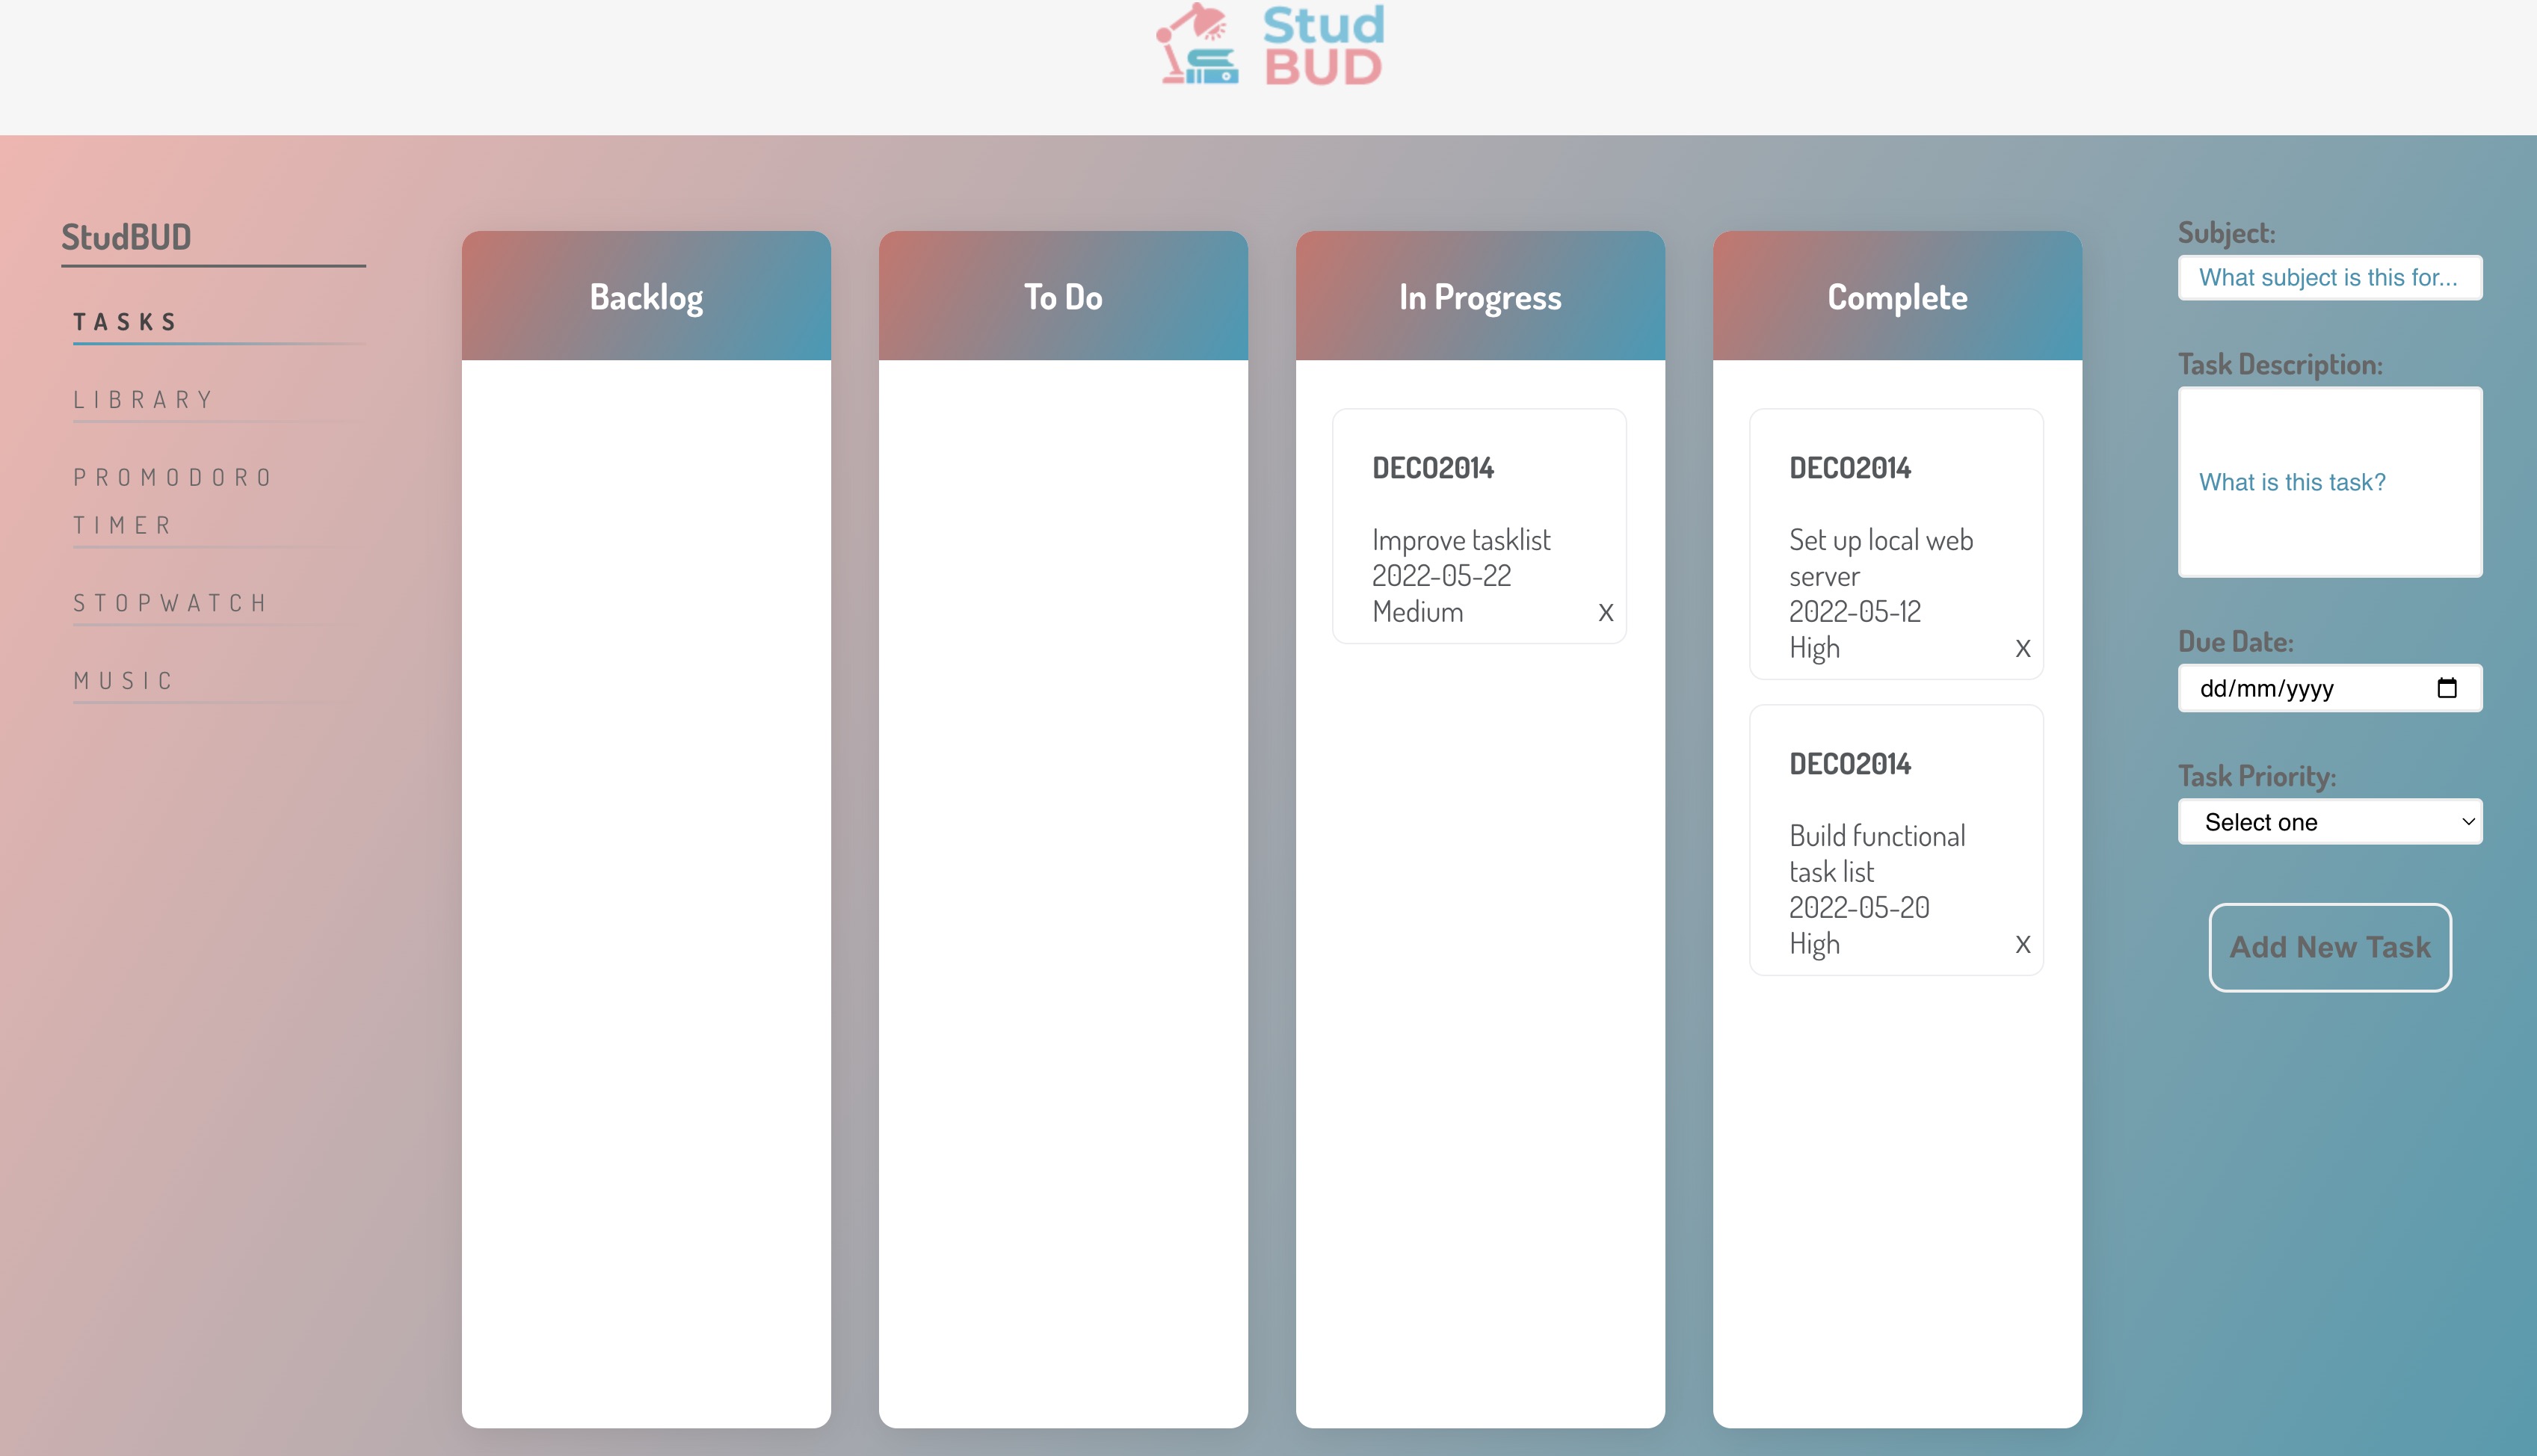 Stud
BUD
StudBUD
TASKS
LIBRARY
PROMODORO
TIMER
STOPWATCH
MUSIC
Backlog
To Do
In Progress
DECO2014
Improve tasklist
2022-05-22
Medium X
Complete
DECO2014
Set up local web
server
2022-05-12
High X
DECO2014
Build functional
task list
2022-05-20
High X
Subject:
What subject is this for...
Task Description:
What is this task?
Due Date:
dd/mm/yyyy
Task Priority:
Select one
Add New Task